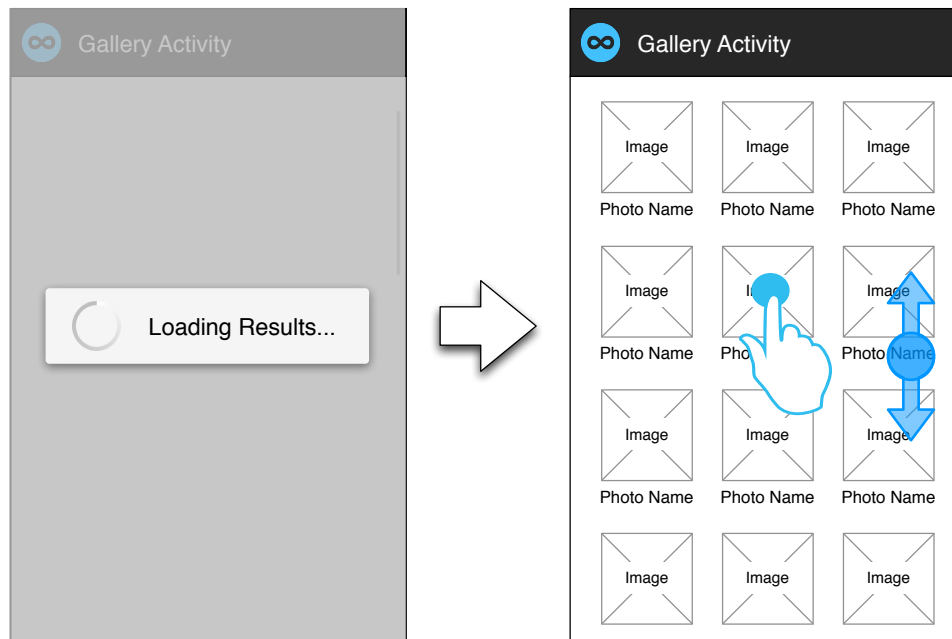 Gallery Activity
Loading Results...
Gallery Activity
Image Image Image
Photo Name Photo Name Photo Name
Image Image
Photo Name Photo Name
Image Image Image
Photo Name Photo Name Photo Name
Image Image Image